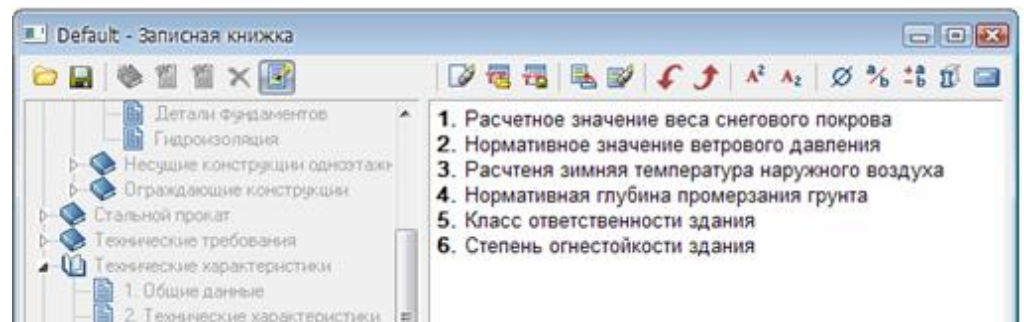 Default - Записная книжка
A² A₂ Ø a/b ±a b
Детали фундаментов
Гидроизоляция
Несущие конструкции одноэтажн
Ограждающие конструкции
Стальной прокат
Технические требования
Технические характеристики
1. Общие данные
2. Технические характеристики
1. Расчетное значение веса снегового покрова
2. Нормативное значение ветрового давления
3. Расчтеня зимняя температура наружного воздуха
4. Нормативная глубина промерзания грунта
5. Класс ответственности здания
6. Степень огнестойкости здания